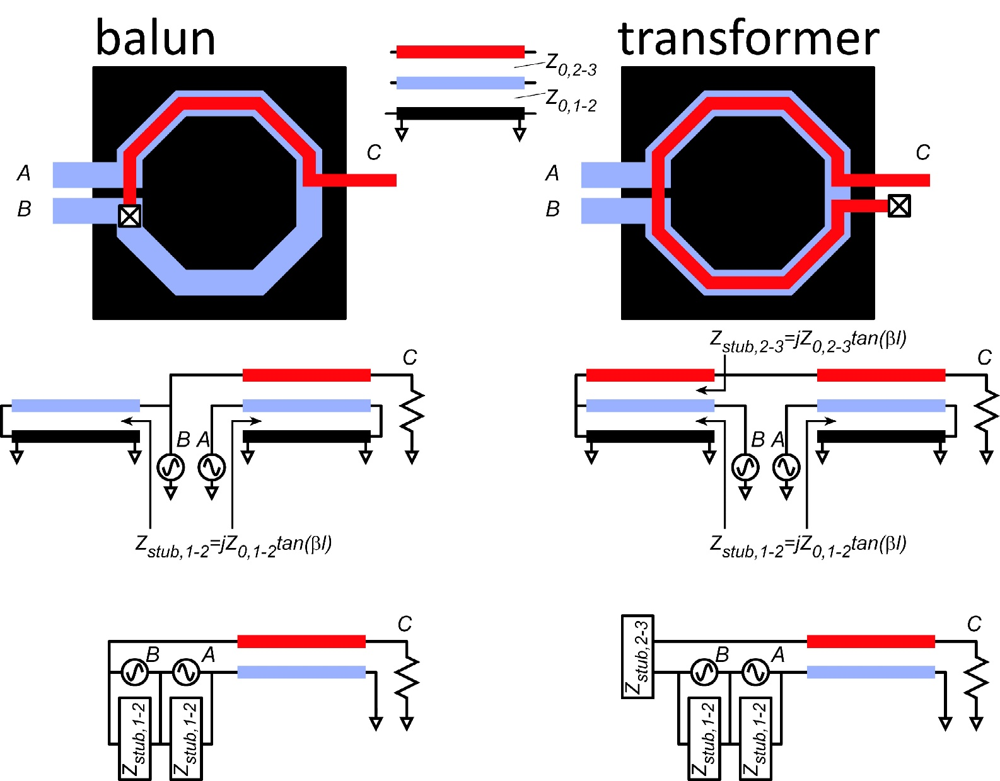 balun
transformer
Z0,2-3
Z0,1-2
A
B
C
A
B
C
Zstub,2-3=jZ0,2-3tan(βl)
C
B A
C
B A
Zstub,1-2=jZ0,1-2tan(βl)
Zstub,1-2=jZ0,1-2tan(βl)
C
B
A
Zstub,1-2
Zstub,1-2
C
B
A
Zstub,2-3
Zstub,1-2
Zstub,1-2